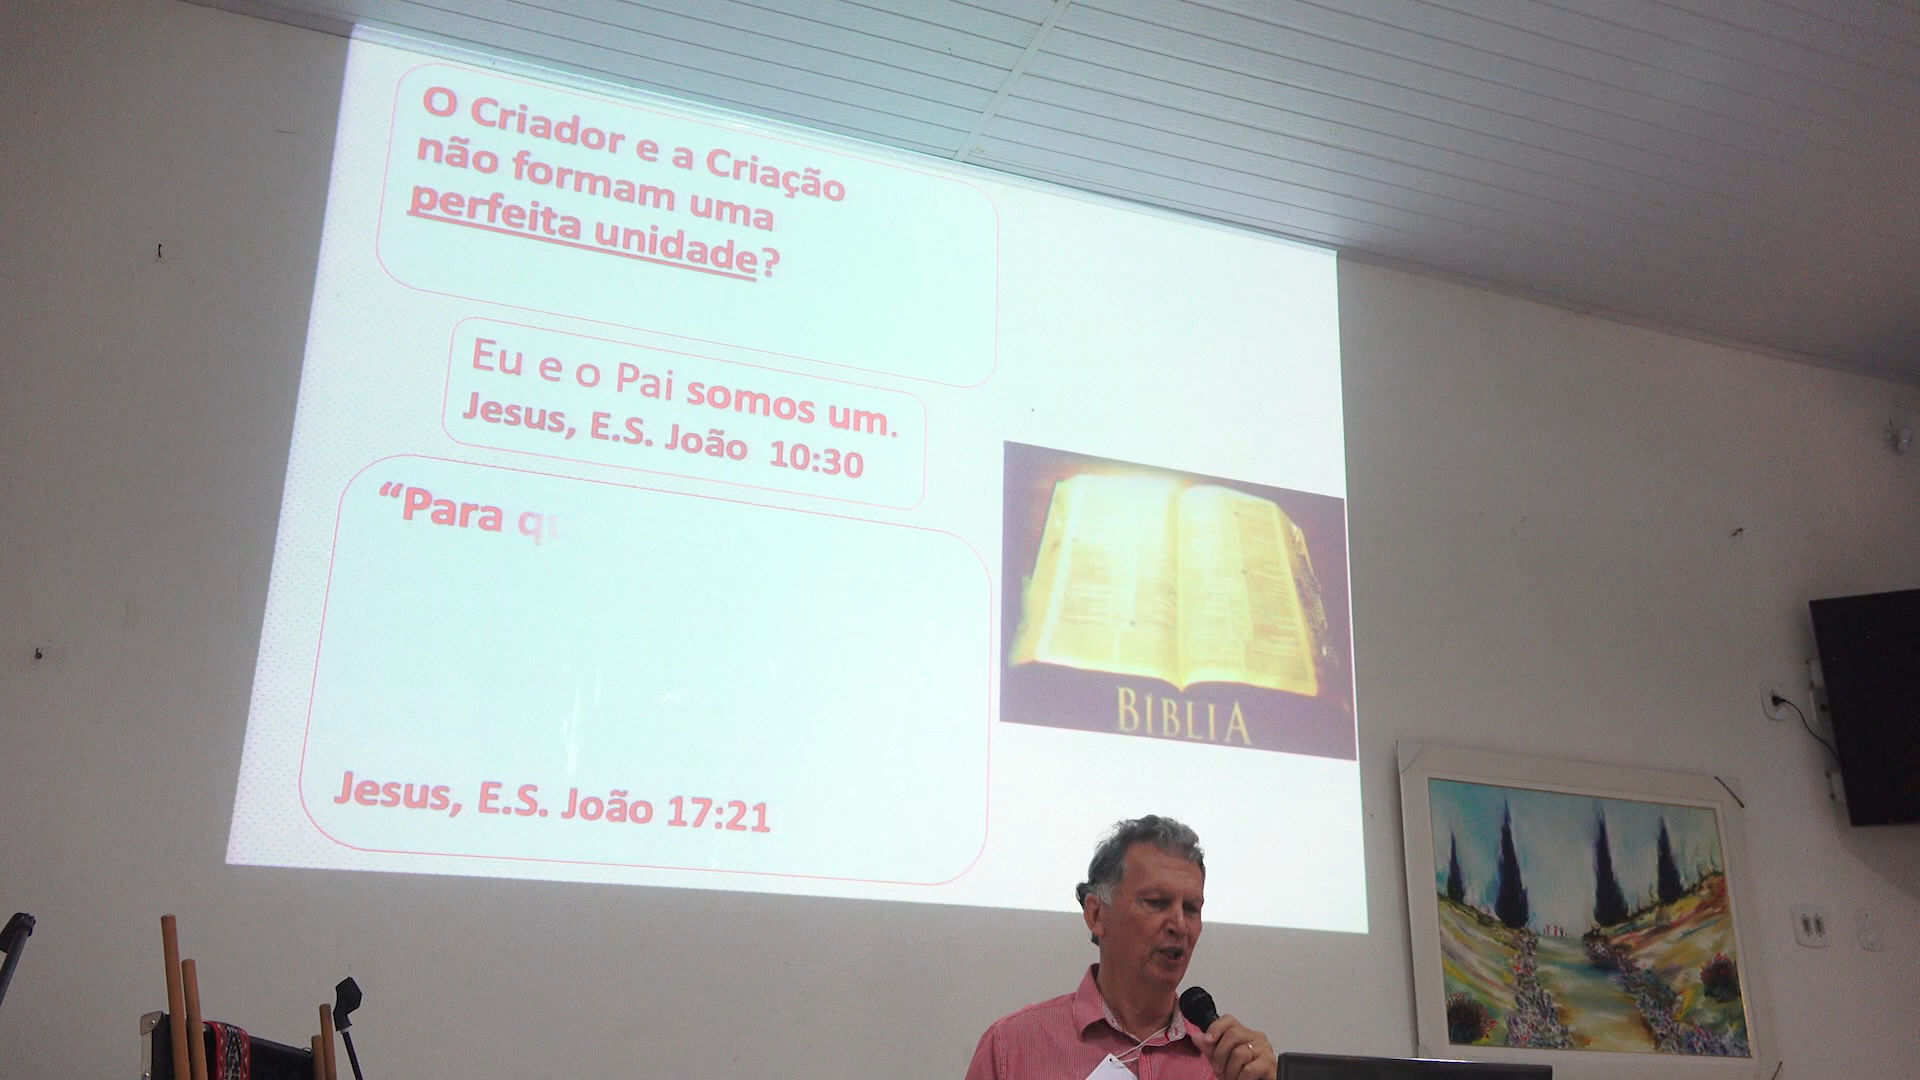 O Criador e a Criação
não formam uma
perfeita unidade?
Eu e o Pai somos um.
Jesus, E.S. João 10:30
“Para
Jesus, E.S. João 17:21
BIBLIA